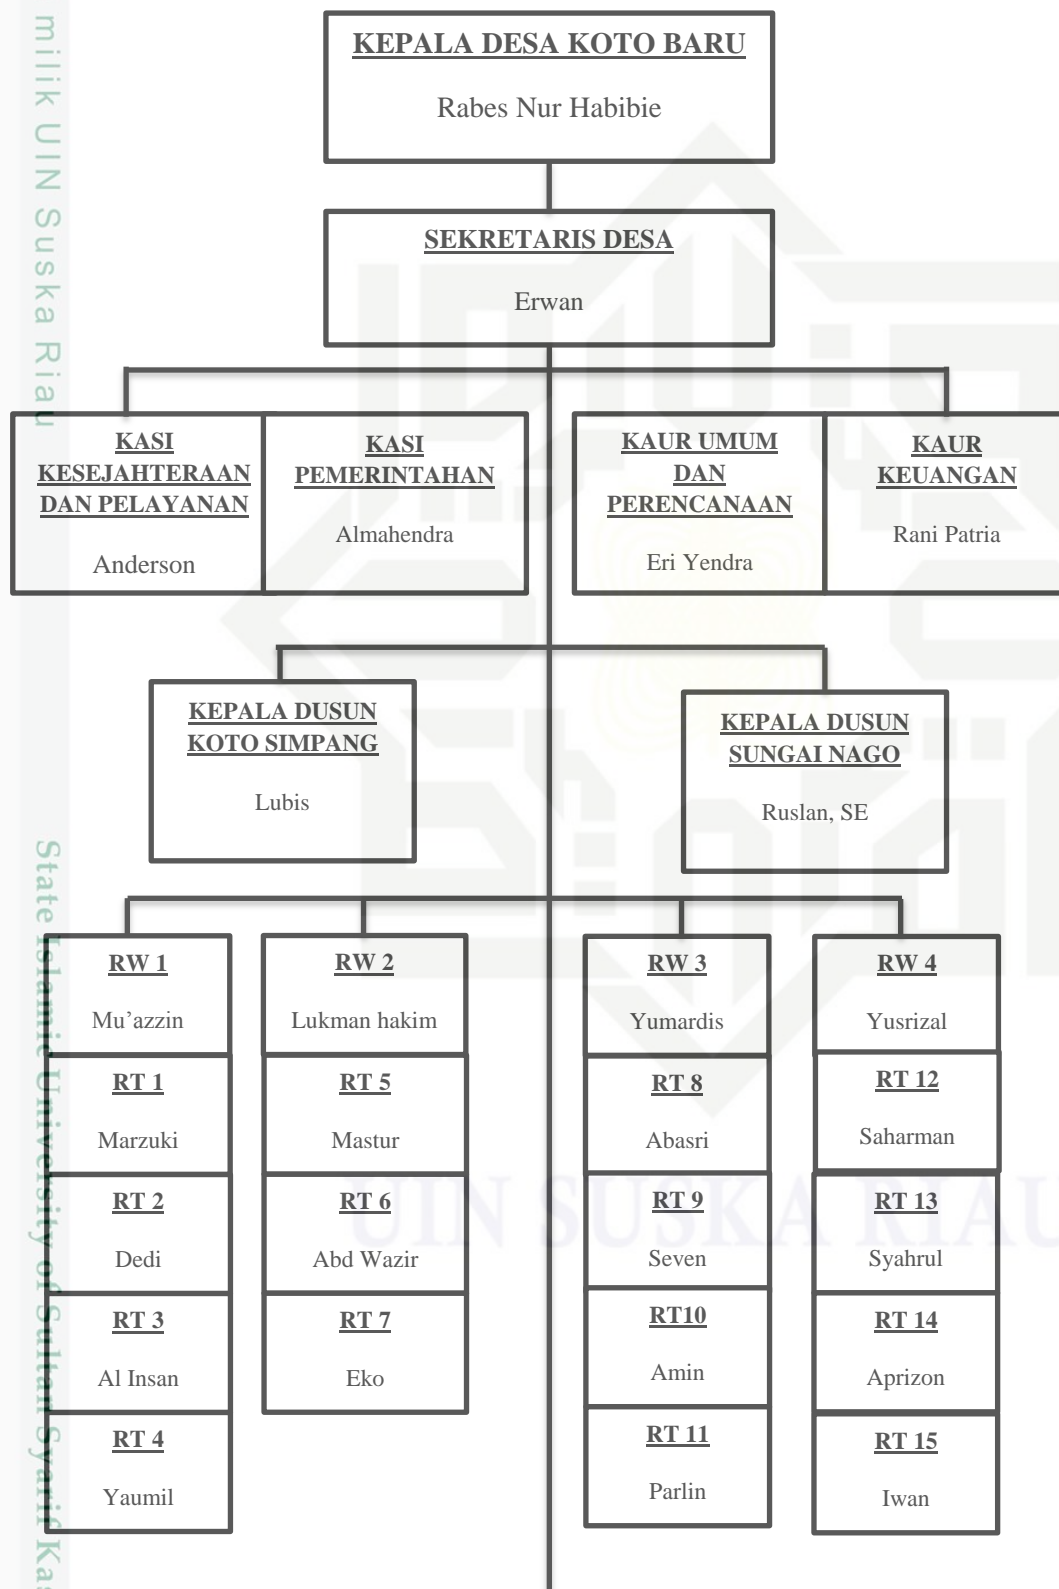 milik UIN Suska Riau
State Islamic University of Sultan Syarif Kas
KEPALA DESA KOTO BARU
Rabes Nur Habibie
SEKRETARIS DESA
Erwan
KASI
KESEJAHTERAAN
DAN PELAYANAN
Anderson
KASI
PEMERINTAHAN
Almahendra
KAUR UMUM
DAN
PERENCANAAN
Eri Yendra
KAUR
KEUANGAN
Rani Patria
KEPALA DUSUN
KOTO SIMPANG
Lubis
KEPALA DUSUN
SUNGAI NAGO
Ruslan, SE
RW 1
Mu’azzin
RT 1
Marzuki
RT 2
Dedi
RT 3
Al Insan
RT 4
Yaumil
RW 2
Lukman hakim
RT 5
Mastur
RT 6
Abd Wazir
RT 7
Eko
RW 3
Yumardis
RT 8
Abasri
RT 9
Seven
RT10
Amin
RT 11
Parlin
RW 4
Yusrizal
RT 12
Saharman
RT 13
Syahrul
RT 14
Aprizon
RT 15
Iwan
UIN SUSKA RIAU